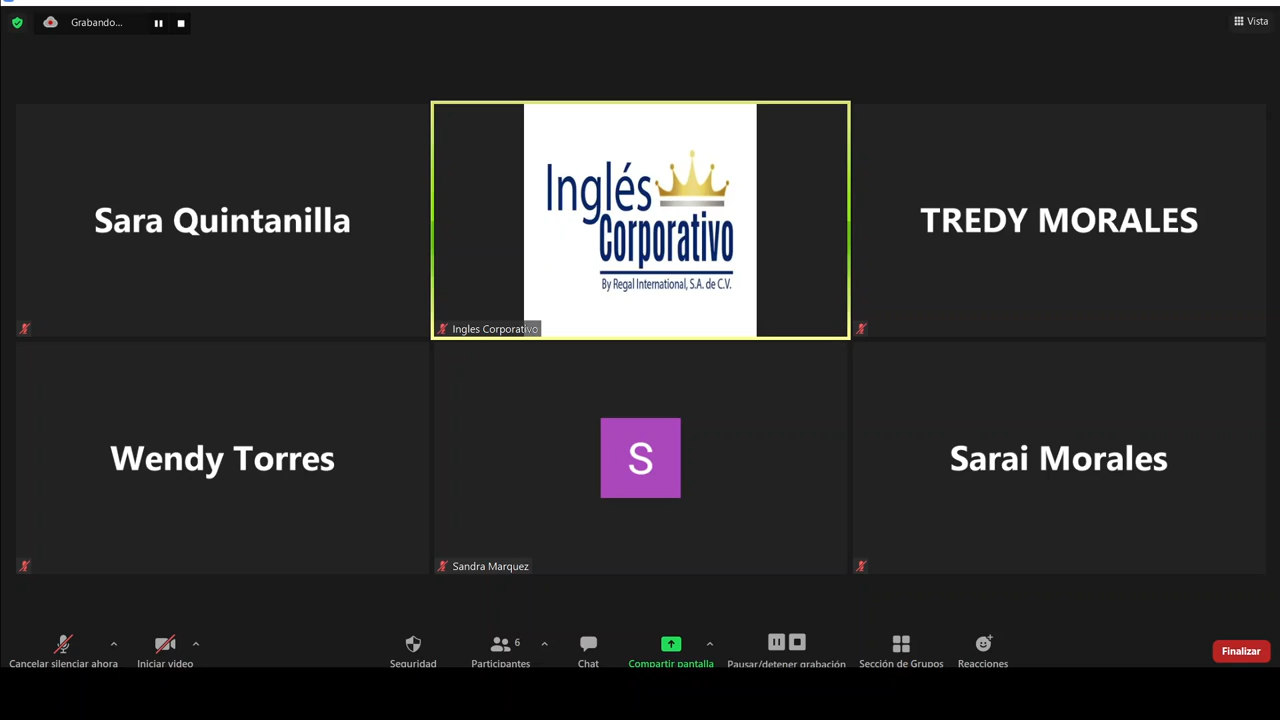 Grabando...
Vista
Sara Quintanilla
Inglés
Corporativo
By Regal International, S.A. de C.V.
Ingles Corporativo
TREDY MORALES
Wendy Torres
S
Sandra Marquez
Sarai Morales
6
Cancelar silenciar ahora
Iniciar video
Seguridad
Participantes
Chat
Compartir pantalla
Pausar/detener grabación
Sección de Grupos
Reacciones
Finalizar